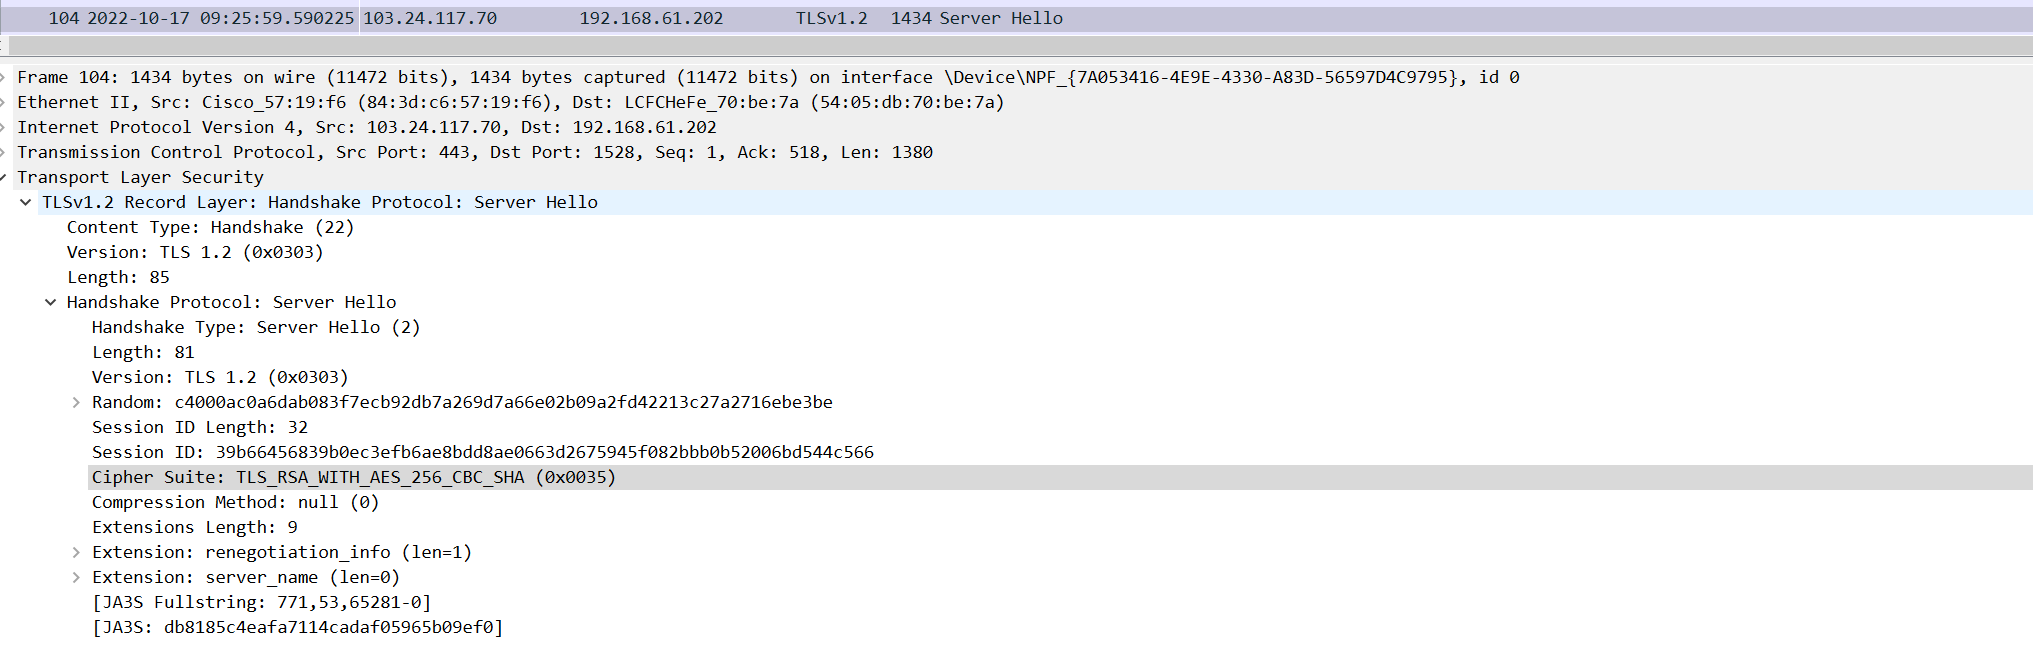 104 2022-10-17 09:25:59.590225 103.24.117.70 192.168.61.202 TLSv1.2 1434 Server Hello
Frame 104: 1434 bytes on wire (11472 bits), 1434 bytes captured (11472 bits) on interface \Device\NPF_{7A053416-4E9E-4330-A83D-56597D4C9795}, id 0
Ethernet II, Src: Cisco_57:19:f6 (84:3d:c6:57:19:f6), Dst: LCFCHeFe_70:be:7a (54:05:db:70:be:7a)
Internet Protocol Version 4, Src: 103.24.117.70, Dst: 192.168.61.202
Transmission Control Protocol, Src Port: 443, Dst Port: 1528, Seq: 1, Ack: 518, Len: 1380
Transport Layer Security
TLSv1.2 Record Layer: Handshake Protocol: Server Hello
Content Type: Handshake (22)
Version: TLS 1.2 (0x0303)
Length: 85
Handshake Protocol: Server Hello
Handshake Type: Server Hello (2)
Length: 81
Version: TLS 1.2 (0x0303)
Random: c4000ac0a6dab083f7ecb92db7a269d7a66e02b09a2fd42213c27a2716ebe3be
Session ID Length: 32
Session ID: 39b66456839b0ec3efb6ae8bdd8ae0663d2675945f082bbb0b52006bd544c566
Cipher Suite: TLS_RSA_WITH_AES_256_CBC_SHA (0x0035)
Compression Method: null (0)
Extensions Length: 9
Extension: renegotiation_info (len=1)
Extension: server_name (len=0)
[JA3S Fullstring: 771,53,65281-0]
[JA3S: db8185c4eafa7114cadaf05965b09ef0]